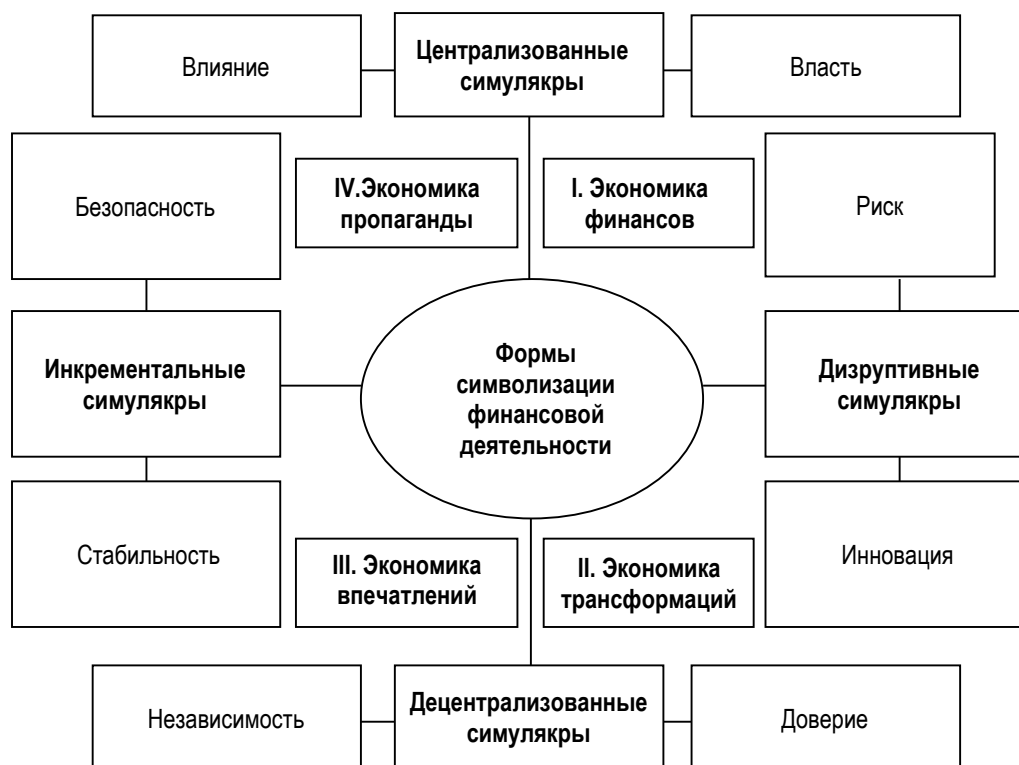 Влияние
Централизованные
симулякры
Власть
Безопасность
IV.Экономика
пропаганды
I. Экономика
финансов
Риск
Инкрементальные
симулякры
Формы
символизации
финансовой
деятельности
Дизруптивные
симулякры
Стабильность
III. Экономика
впечатлений
II. Экономика
трансформаций
Инновация
Независимость
Децентрализованные
симулякры
Доверие